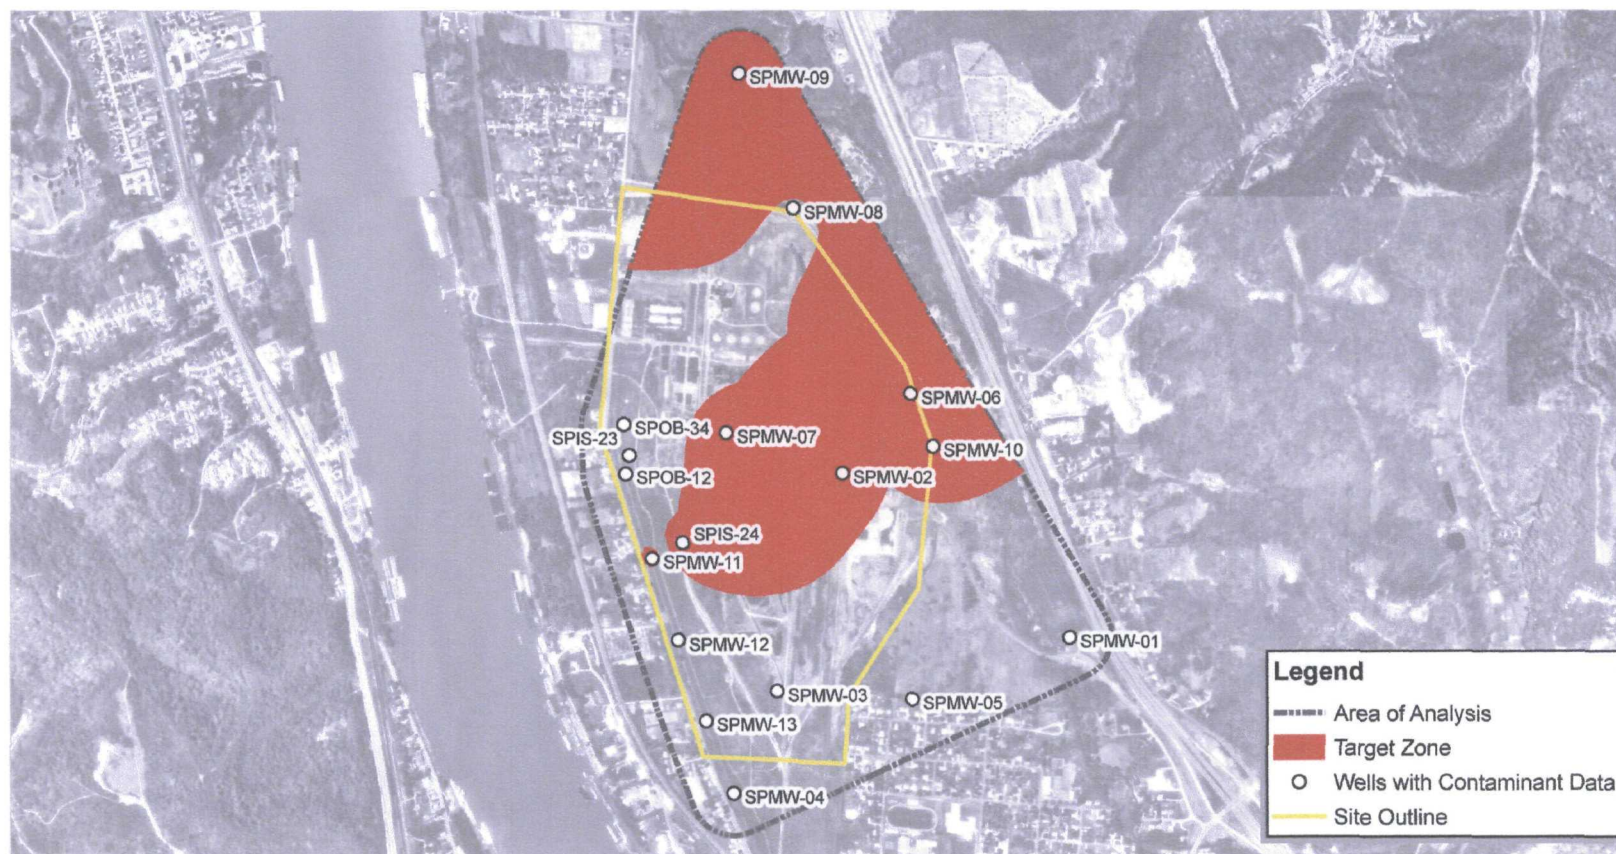 SPMW-09
SPMW-08
SPMW-06
SPOB-34
SPMW-07
SPIS-23
SPMW-10
SPOB-12
SPMW-02
SPIS-24
SPMW-11
SPMW-12
SPMW-01
SPMW-03
SPMW-05
SPMW-13
SPMW-04
Legend
Area of Analysis
Target Zone
Wells with Contaminant Data
Site Outline